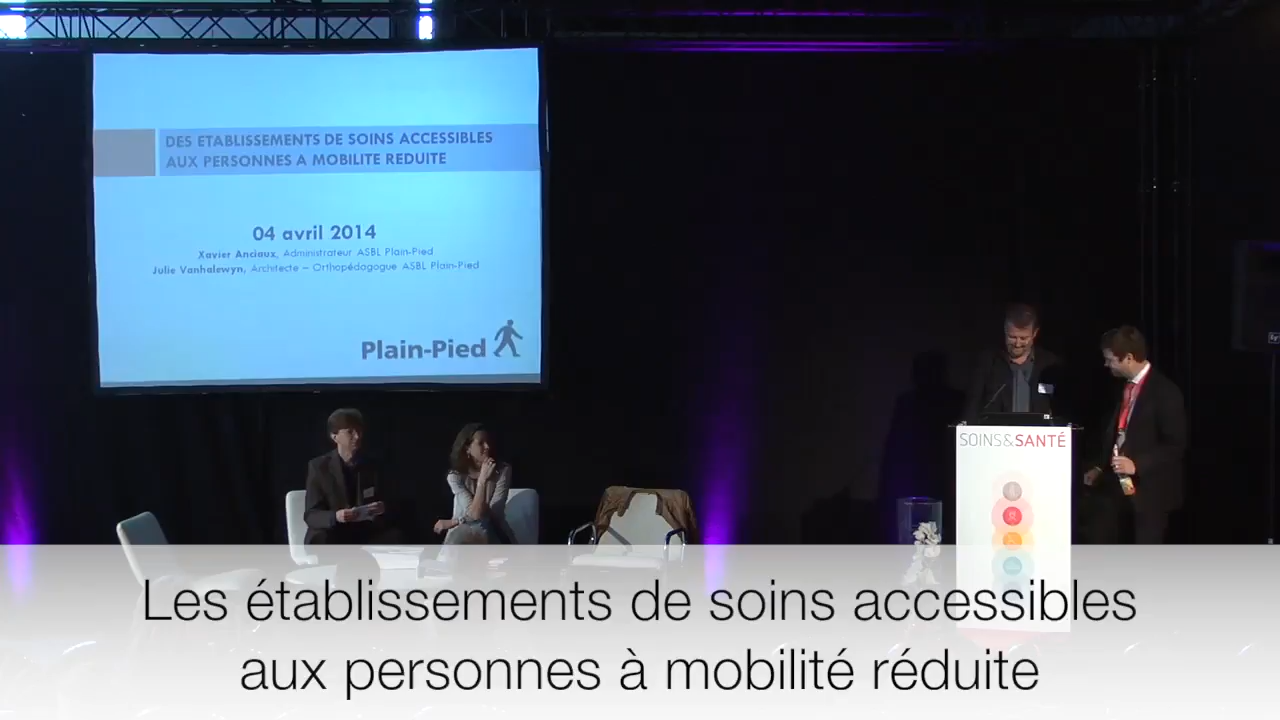 DES ETABLISSEMENTS DE SOINS ACCESSIBLES
AUX PERSONNES A MOBILITE REDUITE
04 avril 2014
Xavier Anciaux, Administrateur ASBL Plain-Pied
Julie Vanhalewyn, Architecte – Orthopédagogue ASBL Plain-Pied
Plain-Pied
SOINS&SANTÉ
Les établissements de soins accessibles
aux personnes à mobilité réduite